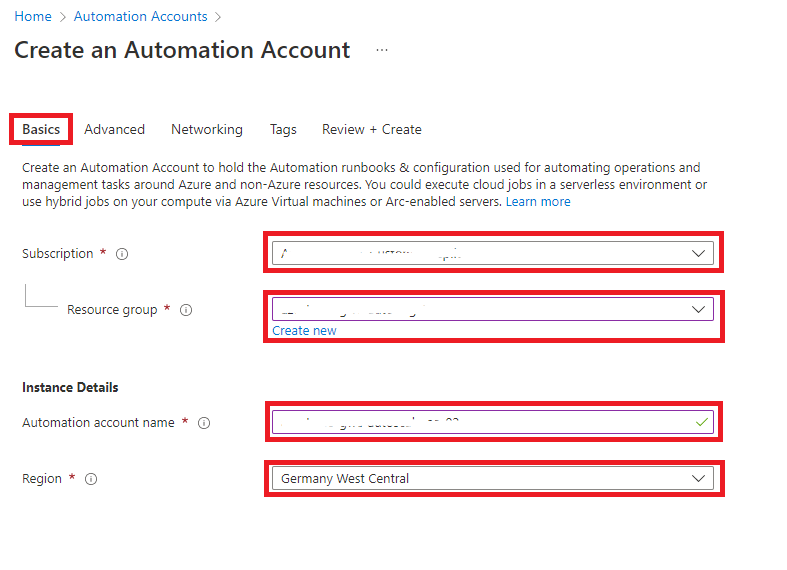 Home > Automation Accounts >
Create an Automation Account ...
Basics Advanced Networking Tags Review + Create
Create an Automation Account to hold the Automation runbooks & configuration used for automating operations and
management tasks around Azure and non-Azure resources. You could execute cloud jobs in a serverless environment or
use hybrid jobs on your compute via Azure Virtual machines or Arc-enabled servers. Learn more
Subscription *
Resource group *
Create new
Instance Details
Automation account name *
Region * Germany West Central